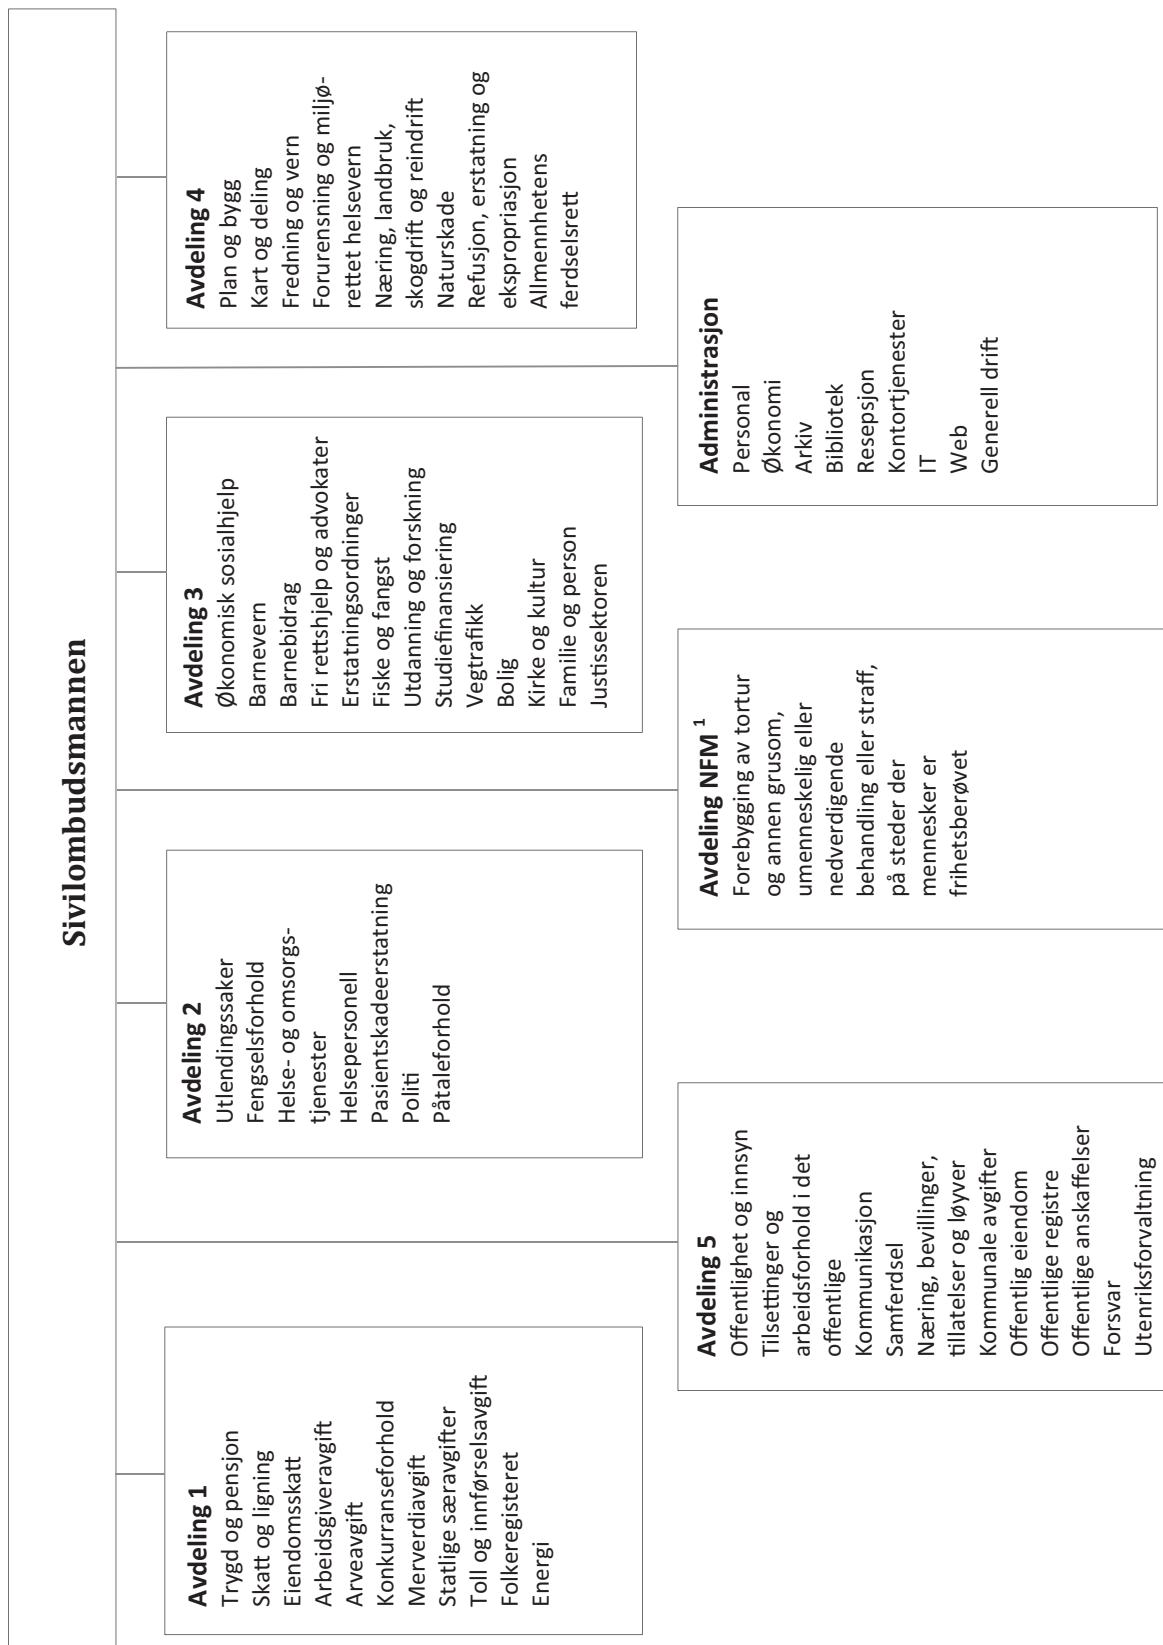 Sivilombudsmannen
Avdeling 1
Trygd og pensjon
Skatt og ligning
Eiendomsskatt
Arbeidsgiveravgift
Arveavgift
Konkurranseforhold
Merverdiavgift
Statlige særavgifter
Toll og innførselsavgift
Folkeregisteret
Energi
Avdeling 2
Utlendingssaker
Fengselsforhold
Helse- og omsorgs-
tjenester
Helsepersonell
Pasientskadeerstatning
Politi
Påtaleforhold
Avdeling 3
Økonomisk sosialhjelp
Barnevern
Barnebidrag
Fri rettshjelp og advokater
Erstatningsordninger
Fiske og fangst
Utdanning og forskning
Studiefinansiering
Vegtrafikk
Bolig
Kirke og kultur
Familie og person
Justissektoren
Avdeling 4
Plan og bygg
Kart og deling
Fredning og vern
Forurensning og miljø-
rettet helsevern
Næring, landbruk,
skogdrift og reindrift
Naturskade
Refusjon, erstatning og
ekspropriasjon
Allmennhetens
ferdselsrett
Avdeling 5
Offentlighet og innsyn
Tilsettinger og
arbeidsforhold i det
offentlige
Kommunikasjon
Samferdsel
Næring, bevillinger,
tillatelser og løyver
Kommunale avgifter
Offentlig eiendom
Offentlige registre
Offentlige anskaffelser
Forsvar
Utenriksforvaltning
Avdeling NFM ¹
Forebygging av tortur
og annen grusom,
umenneskelig eller
nedverdigende
behandling eller straff,
på steder der
mennesker er
frihetsberøvet
Administrasjon
Personal
Økonomi
Arkiv
Bibliotek
Resepsjon
Kontortjenester
IT
Web
Generell drift